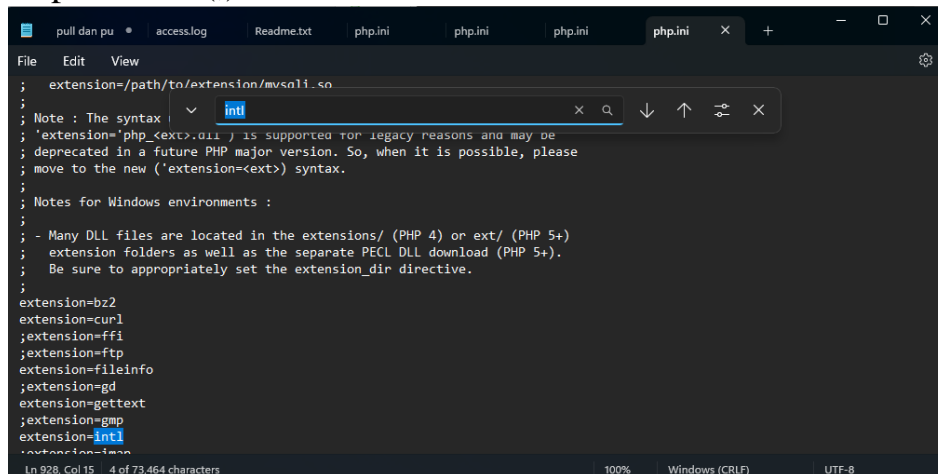 pull dan pu access.log Readme.txt php.ini php.ini php.ini php.ini
File Edit View
; extension=/path/to/extension/mysqli.so
;
intl
; Note : The syntax
; 'extension='php_<ext>.dll') is supported for legacy reasons and may be
; deprecated in a future PHP major version. So, when it is possible, please
; move to the new ('extension=<ext>) syntax.
;
; Notes for Windows environments :
;
; - Many DLL files are located in the extensions/ (PHP 4) or ext/ (PHP 5+)
; extension folders as well as the separate PECL DLL download (PHP 5+).
; Be sure to appropriately set the extension_dir directive.
;
extension=bz2
extension=curl
;extension=ffi
;extension=ftp
extension=fileinfo
;extension=gd
extension=gettext
;extension=gmp
extension=intl
;extension=imap
Ln 928, Col 15 4 of 73.464 characters 100% Windows (CRLF) UTF-8